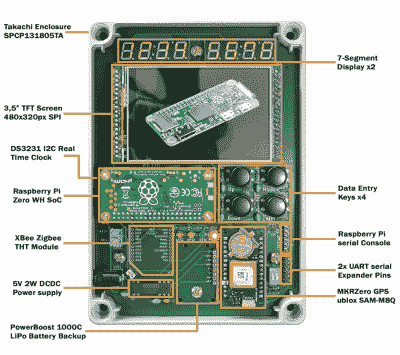 Takachi Enclosure
SPCP131805TA
7-Segment
Display x2
3,5" TFT Screen
480x320px SPI
DS3231 I2C Real
Time Clock
Raspberry Pi
Zero WH SoC
Data Entry
Keys x4
XBee Zigbee
THT Module
Raspberry Pi
serial Console
5V 2W DCDC
Power supply
2x UART serial
Expander Pins
MKRZero GPS
ublox SAM-M8Q
PowerBoost 1000C
LiPo Battery Backup